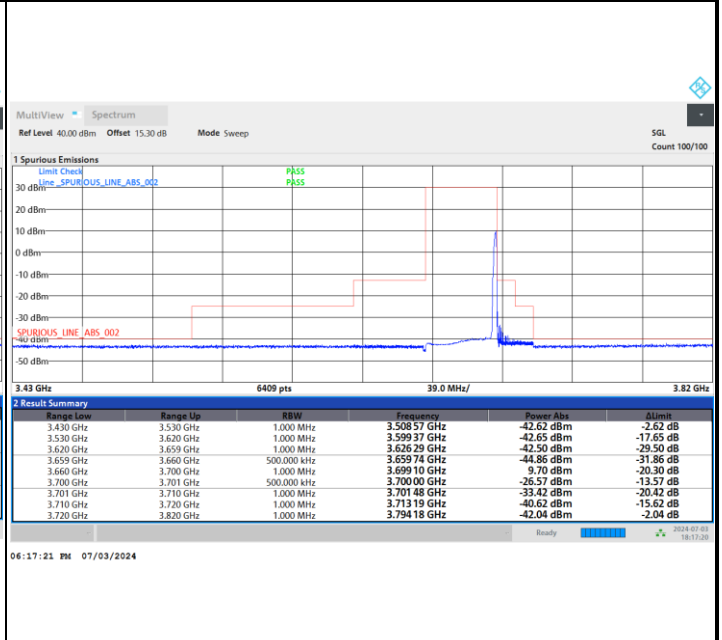 MultiView Spectrum
Ref Level 40.00 dBm Offset 15.30 dB Mode Sweep SGL
Count 100/100
1 Spurious Emissions
Limit Check PASS
Line _SPURIOUS_LINE_ABS_002 PASS
30 dBm
20 dBm
10 dBm
0 dBm
-10 dBm
-20 dBm
-30 dBm
SPURIOUS_LINE_ABS_002
-40 dBm
-50 dBm
3.43 GHz 6409 pts 39.0 MHz/ 3.82 GHz
2 Result Summary
Range Low Range Up RBW Frequency Power Abs ΔLimit
3.430 GHz 3.530 GHz 1.000 MHz 3.508 57 GHz -42.62 dBm -2.62 dB
3.530 GHz 3.620 GHz 1.000 MHz 3.599 37 GHz -42.65 dBm -17.65 dB
3.620 GHz 3.659 GHz 1.000 MHz 3.626 29 GHz -42.50 dBm -29.50 dB
3.659 GHz 3.660 GHz 500.000 kHz 3.659 74 GHz -44.86 dBm -31.86 dB
3.660 GHz 3.700 GHz 1.000 MHz 3.699 10 GHz 9.70 dBm -20.30 dB
3.700 GHz 3.701 GHz 500.000 kHz 3.700 00 GHz -26.57 dBm -13.57 dB
3.701 GHz 3.710 GHz 1.000 MHz 3.701 48 GHz -33.42 dBm -20.42 dB
3.710 GHz 3.720 GHz 1.000 MHz 3.713 19 GHz -40.62 dBm -15.62 dB
3.720 GHz 3.820 GHz 1.000 MHz 3.794 18 GHz -42.04 dBm -2.04 dB
Ready 2024-07-03
18:17:20
06:17:21 PM 07/03/2024